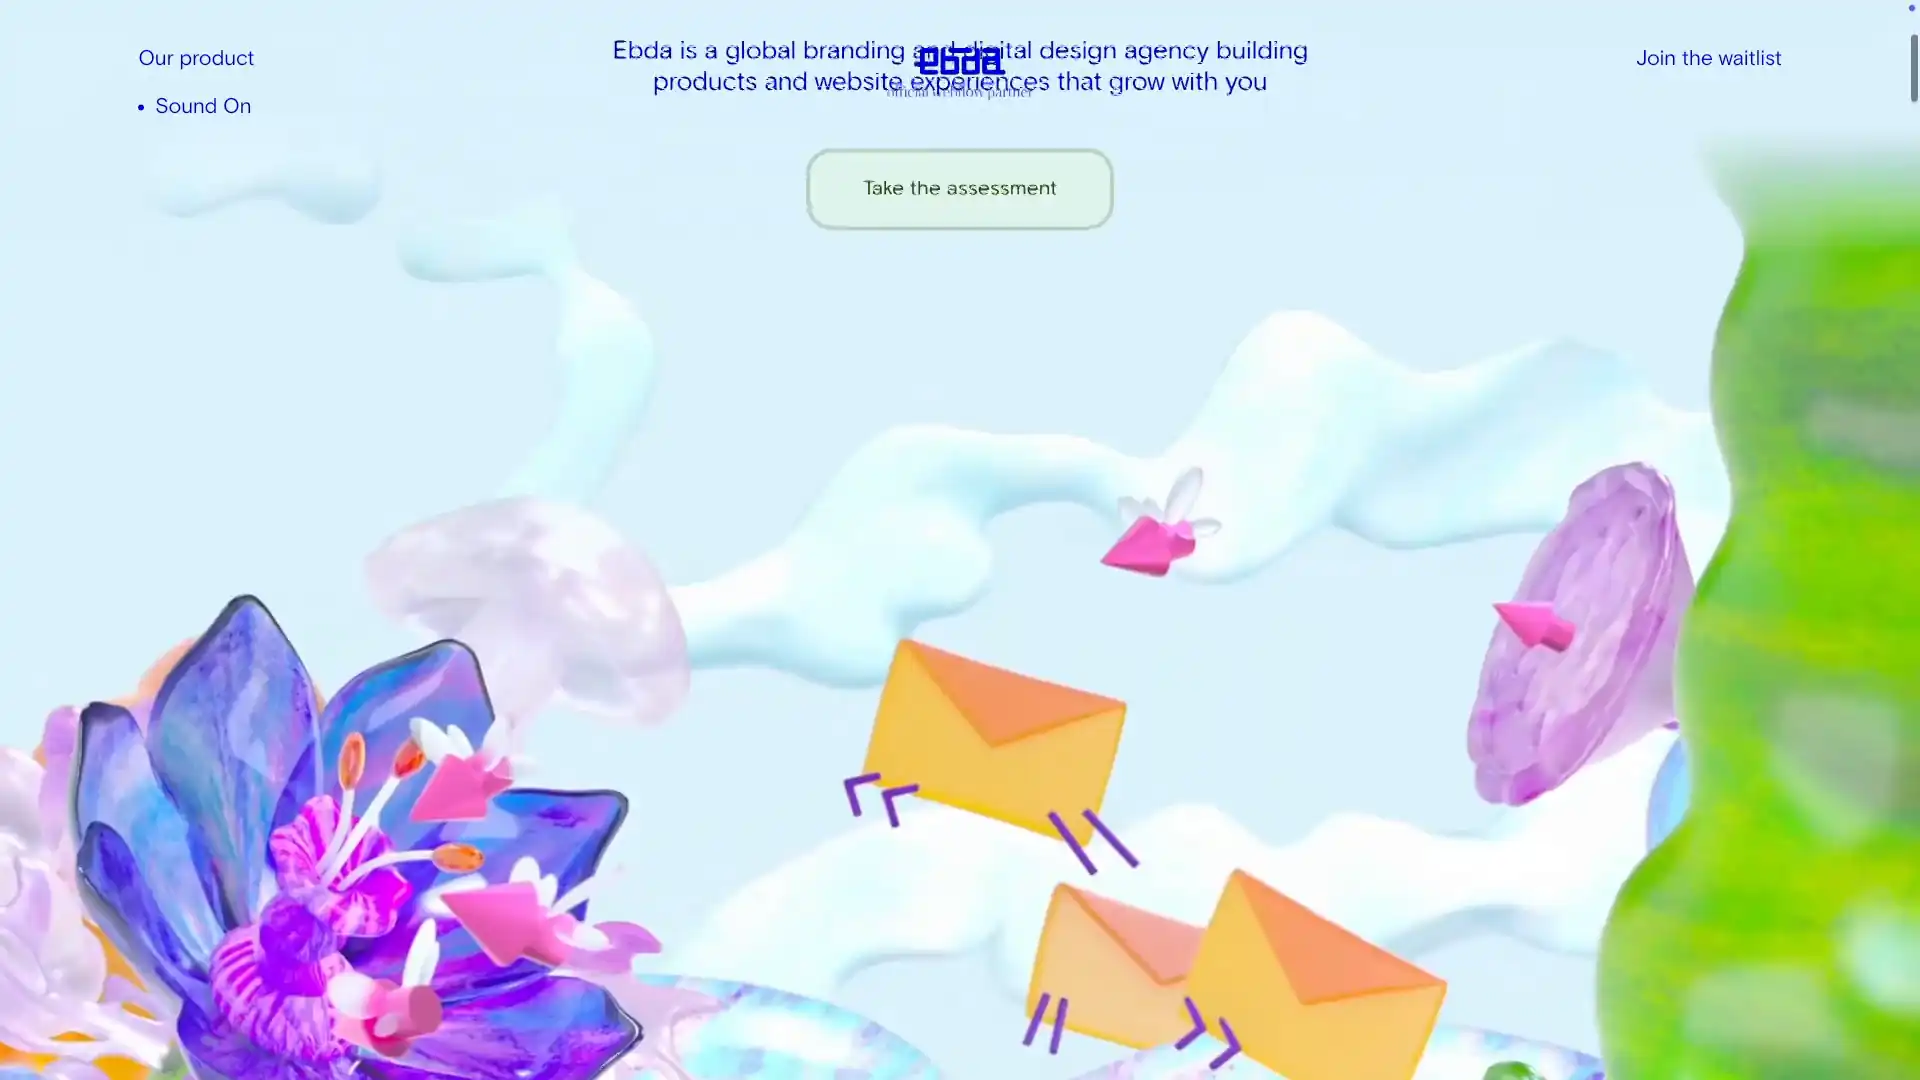 Our product
Sound On
Ebda is a global branding and digital design agency building
products and website experiences that grow with you
ebda
official webflow partner
Join the waitlist
Take the assessment